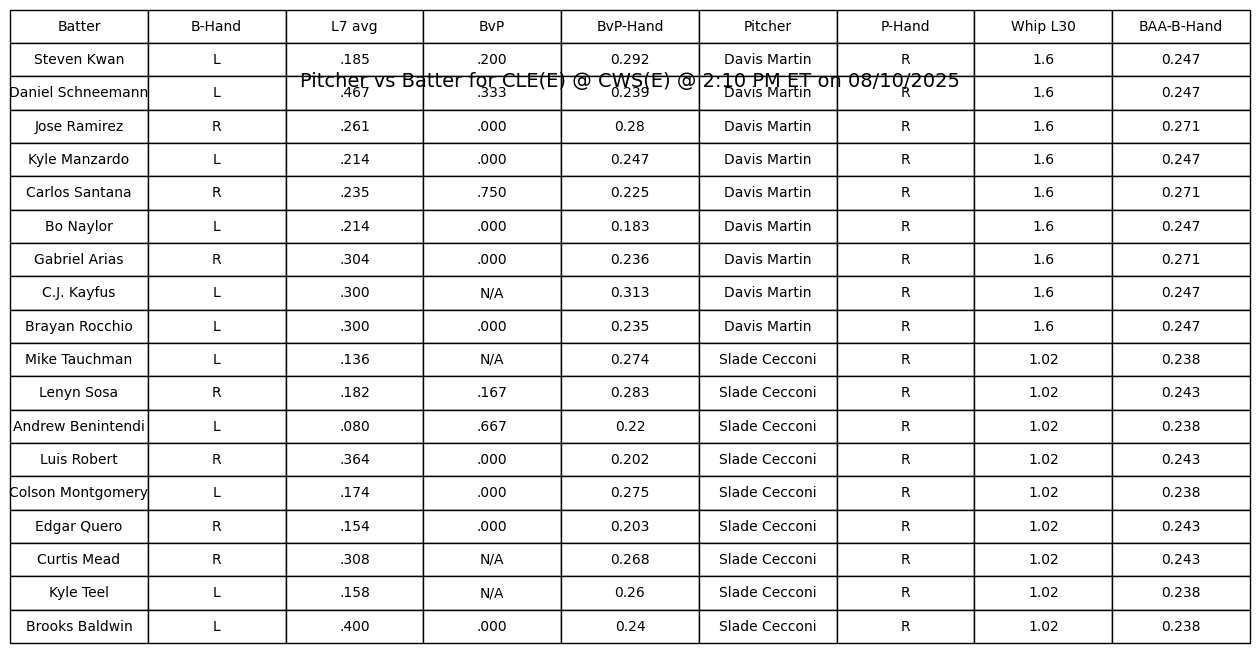 Batter B-Hand L7 avg BvP BvP-Hand Pitcher P-Hand Whip L30 BAA-B-Hand
Steven Kwan L .185 .200 0.292 Davis Martin R 1.6 0.247
Pitcher vs Batter for CLE(E) @ CWS(E) @ 2:10 PM ET on 08/10/2025
Daniel Schneemann L .467 .333 0.239 Davis Martin R 1.6 0.247
Jose Ramirez R .261 .000 0.28 Davis Martin R 1.6 0.271
Kyle Manzardo L .214 .000 0.247 Davis Martin R 1.6 0.247
Carlos Santana R .235 .750 0.225 Davis Martin R 1.6 0.271
Bo Naylor L .214 .000 0.183 Davis Martin R 1.6 0.247
Gabriel Arias R .304 .000 0.236 Davis Martin R 1.6 0.271
C.J. Kayfus L .300 N/A 0.313 Davis Martin R 1.6 0.247
Brayan Rocchio L .300 .000 0.235 Davis Martin R 1.6 0.247
Mike Tauchman L .136 N/A 0.274 Slade Cecconi R 1.02 0.238
Lenyn Sosa R .182 .167 0.283 Slade Cecconi R 1.02 0.243
Andrew Benintendi L .080 .667 0.22 Slade Cecconi R 1.02 0.238
Luis Robert R .364 .000 0.202 Slade Cecconi R 1.02 0.243
Colson Montgomery L .174 .000 0.275 Slade Cecconi R 1.02 0.238
Edgar Quero R .154 .000 0.203 Slade Cecconi R 1.02 0.243
Curtis Mead R .308 N/A 0.268 Slade Cecconi R 1.02 0.243
Kyle Teel L .158 N/A 0.26 Slade Cecconi R 1.02 0.238
Brooks Baldwin L .400 .000 0.24 Slade Cecconi R 1.02 0.238